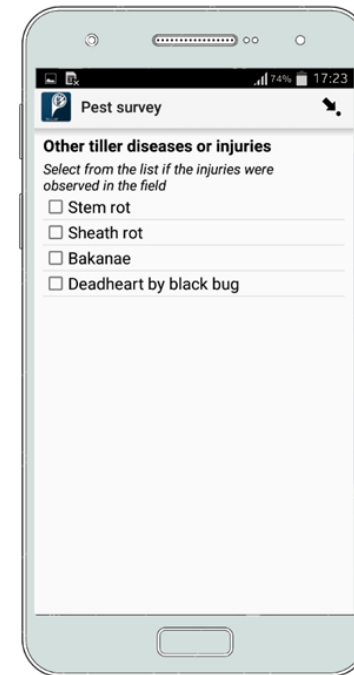 74% 17:23
Pest survey
Other tiller diseases or injuries
Select from the list if the injuries were
observed in the field
Stem rot
Sheath rot
Bakanae
Deadheart by black bug